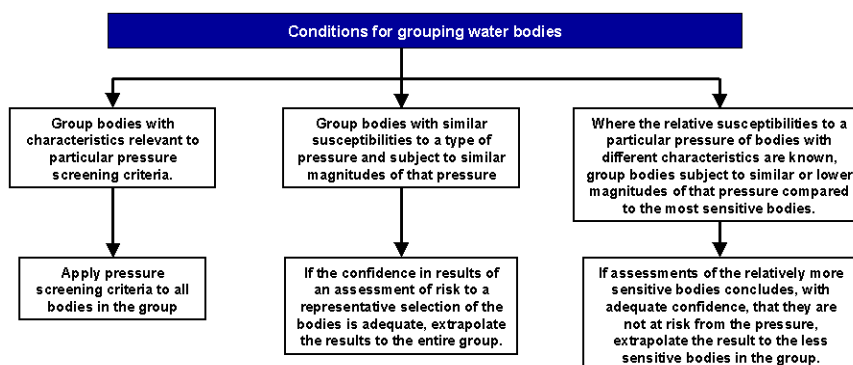 Conditions for grouping water bodies
Group bodies with
characteristics relevant to
particular pressure
screening criteria.
Group bodies with similar
susceptibilities to a type of
pressure and subject to similar
magnitudes of that pressure
Where the relative susceptibilities to a
particular pressure of bodies with
different characteristics are known,
group bodies subject to similar or lower
magnitudes of that pressure compared
to the most sensitive bodies.
Apply pressure
screening criteria to all
bodies in the group
If the confidence in results of
an assessment of risk to a
representative selection of the
bodies is adequate, extrapolate
the results to the entire group.
If assessments of the relatively more
sensitive bodies concludes, with
adequate confidence, that they are
not at risk from the pressure,
extrapolate the result to the less
sensitive bodies in the group.